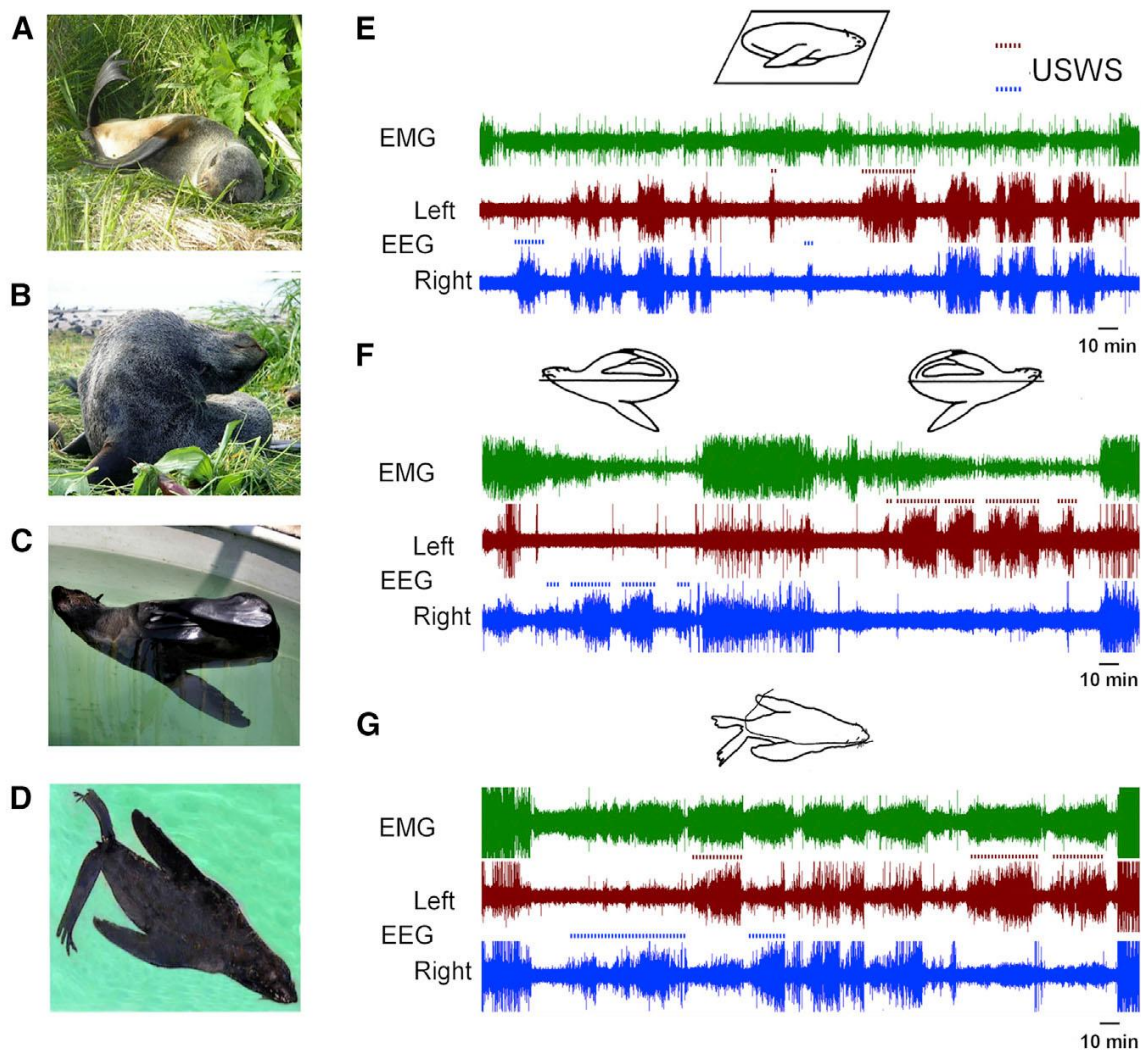 A
B
C
D
E
USWS
EMG
Left
EEG
Right
10 min
F
EMG
Left
EEG
Right
10 min
G
EMG
Left
EEG
Right
10 min